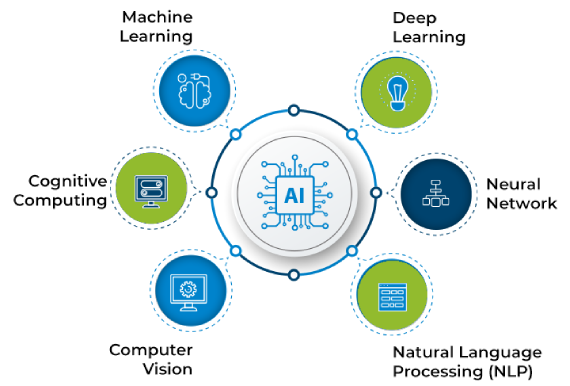 Machine
Learning
Deep
Learning
Cognitive
Computing
AI
Neural
Network
Computer
Vision
Natural Language
Processing (NLP)